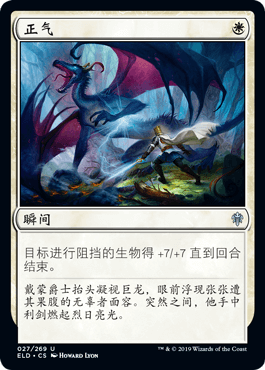 正气
瞬间
目标进行阻挡的生物得 +7/+7 直到回合
结束。
戴蒙爵士抬头凝视巨龙，眼前浮现张张遭
其果腹的无辜者面容。突然之间，他手中
利剑燃起烈日亮光。
027/269 U
ELD • CS Howard Lyon
™ & © 2019 Wizards of the Coast